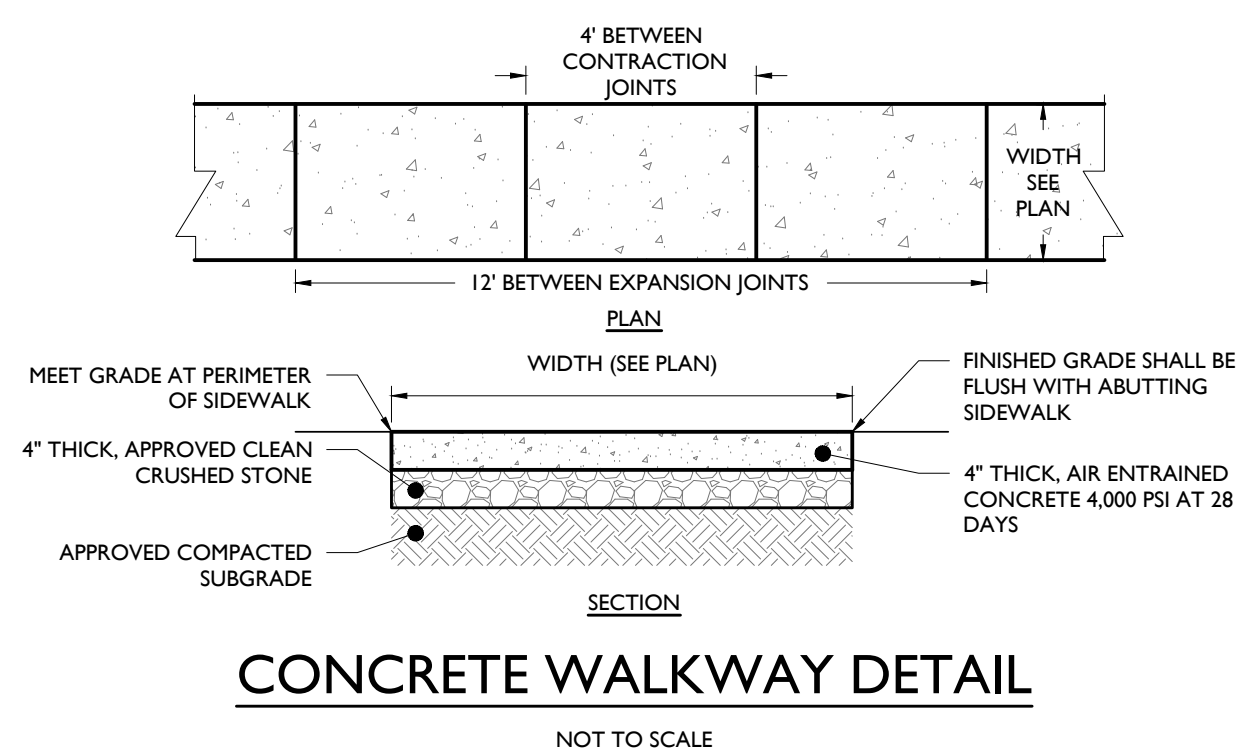 4' BETWEEN
CONTRACTION
JOINTS
WIDTH
SEE
PLAN
12' BETWEEN EXPANSION JOINTS
PLAN
MEET GRADE AT PERIMETER
OF SIDEWALK
WIDTH (SEE PLAN)
FINISHED GRADE SHALL BE
FLUSH WITH ABUTTING
SIDEWALK
4" THICK, APPROVED CLEAN
CRUSHED STONE
4" THICK, AIR ENTRAINED
CONCRETE 4,000 PSI AT 28
DAYS
APPROVED COMPACTED
SUBGRADE
SECTION
CONCRETE WALKWAY DETAIL
NOT TO SCALE